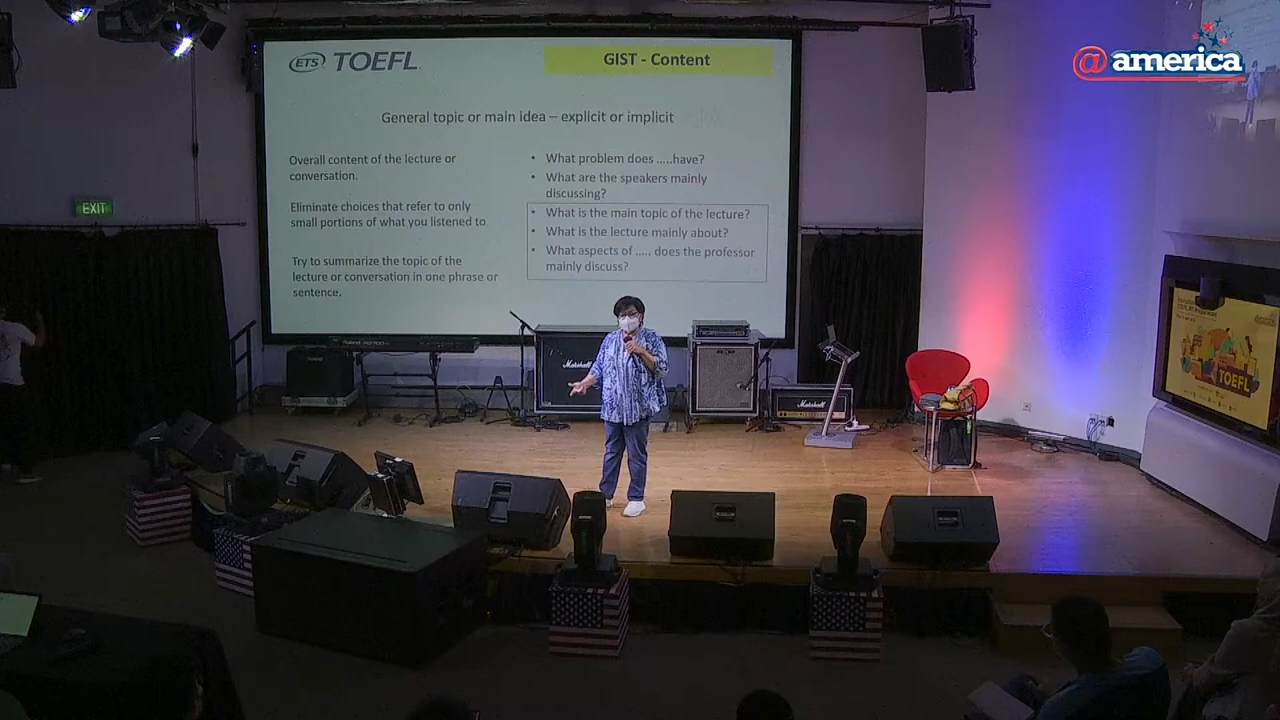 @america
ETS TOEFL
GIST - Content
General topic or main idea – explicit or implicit
Overall content of the lecture or
conversation.
Eliminate choices that refer to only
small portions of what you listened to
Try to summarize the topic of the
lecture or conversation in one phrase or
sentence.
• What problem does .....have?
• What are the speakers mainly
discussing?
• What is the main topic of the lecture?
• What is the lecture mainly about?
• What aspects of ..... does the professor
mainly discuss?
EXIT
Roland
Marshall
Marshall
TOEFL